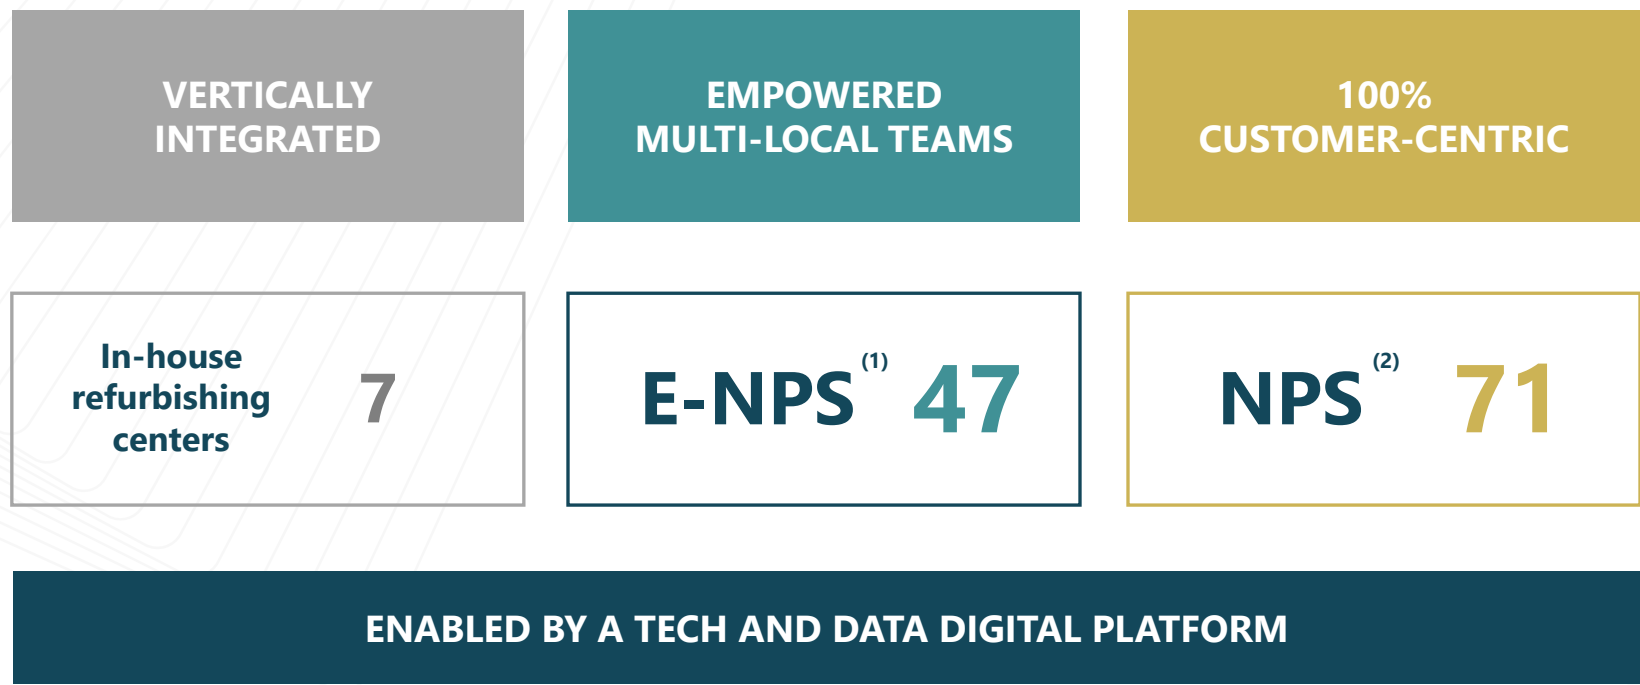 VERTICALLY
INTEGRATED
EMPOWERED
MULTI-LOCAL TEAMS
100%
CUSTOMER-CENTRIC
In-house
refurbishing
centers
7
E-NPS (1) 47
NPS (2) 71
ENABLED BY A TECH AND DATA DIGITAL PLATFORM